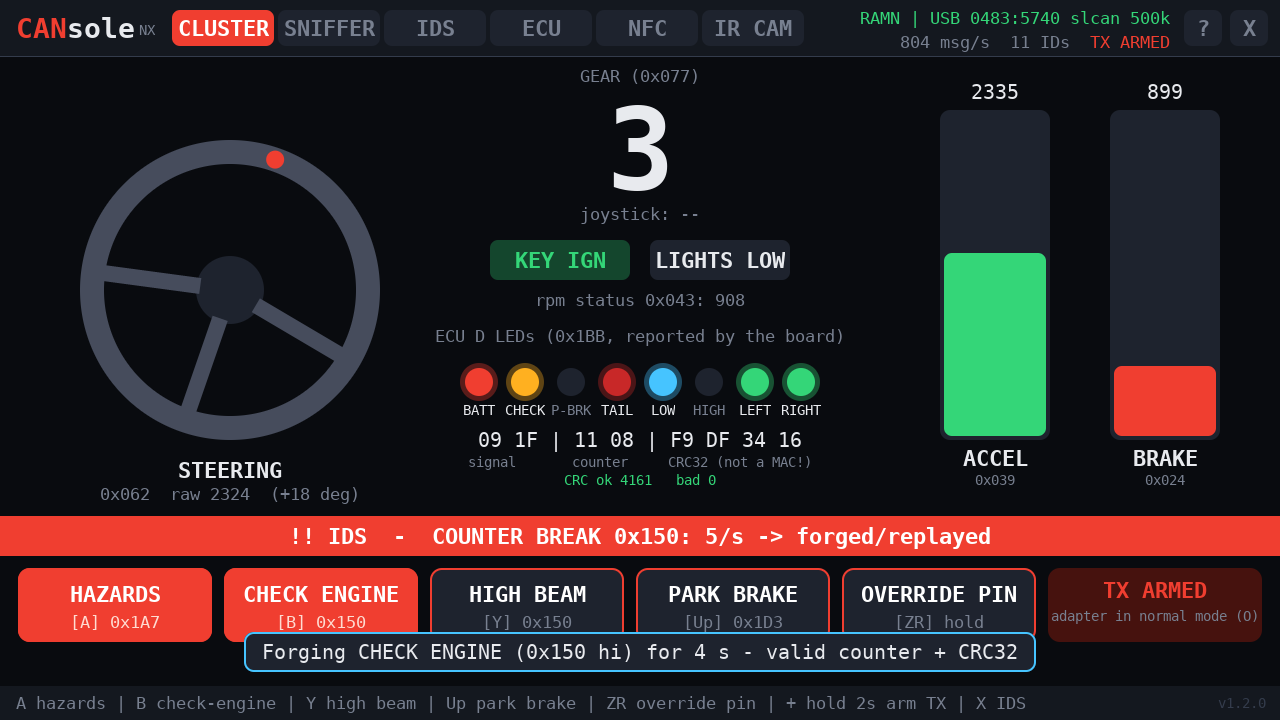 CANsole NX CLUSTER SNIFFER IDS ECU NFC IR CAM RAMN | USB 0483:5740 slcan 500k ? X
804 msg/s 11 IDs TX ARMED
GEAR (0x077)
3
joystick: --
KEY IGN LIGHTS LOW
rpm status 0x043: 908
ECU D LEDs (0x1BB, reported by the board)
BATT CHECK P-BRK TAIL LOW HIGH LEFT RIGHT
09 1F | 11 08 | F9 DF 34 16
signal counter CRC32 (not a MAC!)
CRC ok 4161 bad 0
STEERING
0x062 raw 2324 (+18 deg)
2335 899
ACCEL BRAKE
0x039 0x024
!! IDS - COUNTER BREAK 0x150: 5/s -> forged/replayed
HAZARDS CHECK ENGINE HIGH BEAM PARK BRAKE OVERRIDE PIN TX ARMED
[A] 0x1A7 [B] 0x150 [Y] 0x150 [Up] 0x1D3 [ZR] hold adapter in normal mode (O)
Forging CHECK ENGINE (0x150 hi) for 4 s - valid counter + CRC32
A hazards | B check-engine | Y high beam | Up park brake | ZR override pin | + hold 2s arm TX | X IDS v1.2.0